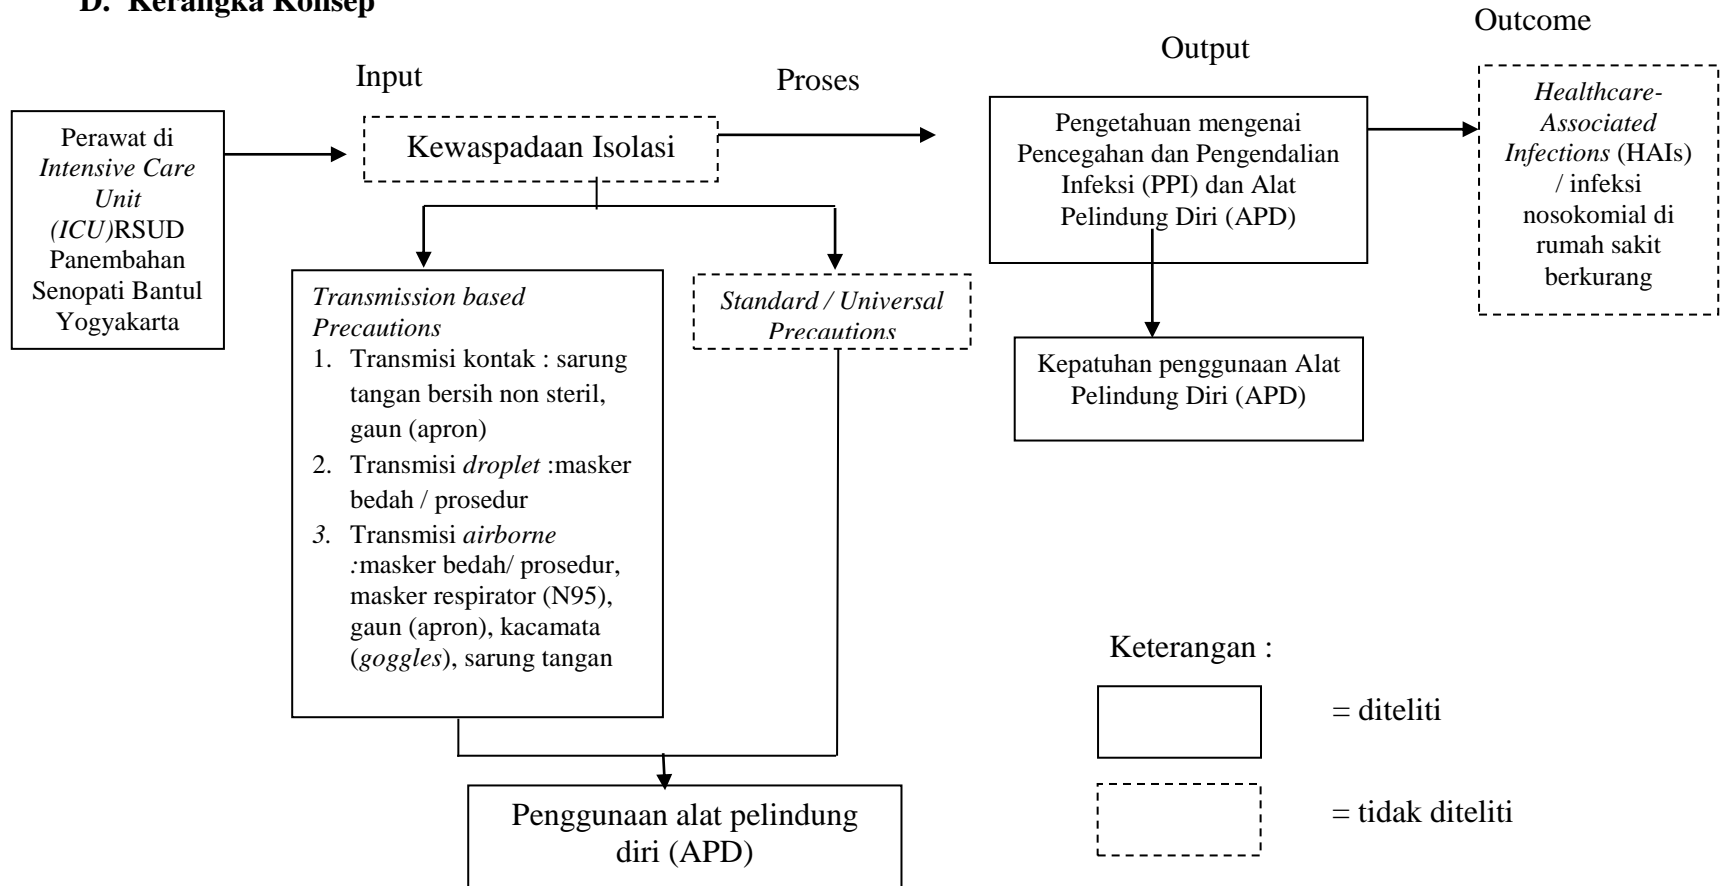 D. Kerangka Konsep
Outcome
Output
Input
Proses
Perawat di
Intensive Care
Unit
(ICU)RSUD
Panembahan
Senopati Bantul
Yogyakarta
Kewaspadaan Isolasi
Pengetahuan mengenai
Pencegahan dan Pengendalian
Infeksi (PPI) dan Alat
Pelindung Diri (APD)
Healthcare-
Associated
Infections (HAIs)
/ infeksi
nosokomial di
rumah sakit
berkurang
Transmission based
Precautions
1. Transmisi kontak : sarung
tangan bersih non steril,
gaun (apron)
2. Transmisi droplet :masker
bedah / prosedur
3. Transmisi airborne
:masker bedah/ prosedur,
masker respirator (N95),
gaun (apron), kacamata
(goggles), sarung tangan
Standard / Universal
Precautions
Kepatuhan penggunaan Alat
Pelindung Diri (APD)
Penggunaan alat pelindung
diri (APD)
Keterangan :
= diteliti
= tidak diteliti